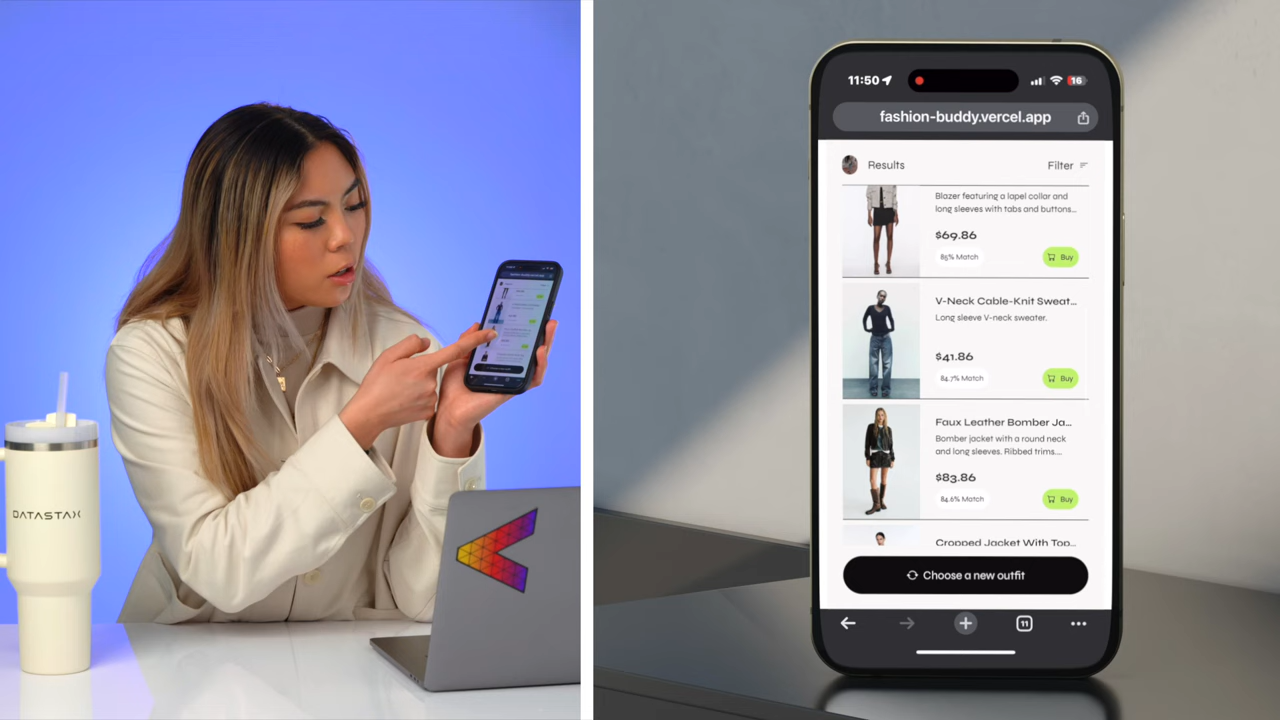 DATASTAX
11:50
16
fashion-buddy.vercel.app
Results
Filter
Blazer featuring a lapel collar and
long sleeves with tabs and buttons...
$69.86
85% Match
Buy
V-Neck Cable-Knit Sweat...
Long sleeve V-neck sweater.
$41.86
84.7% Match
Buy
Faux Leather Bomber Ja...
Bomber jacket with a round neck
and long sleeves. Ribbed trims....
$83.86
84.6% Match
Buy
Cropped Jacket With Top...
Choose a new outfit
11